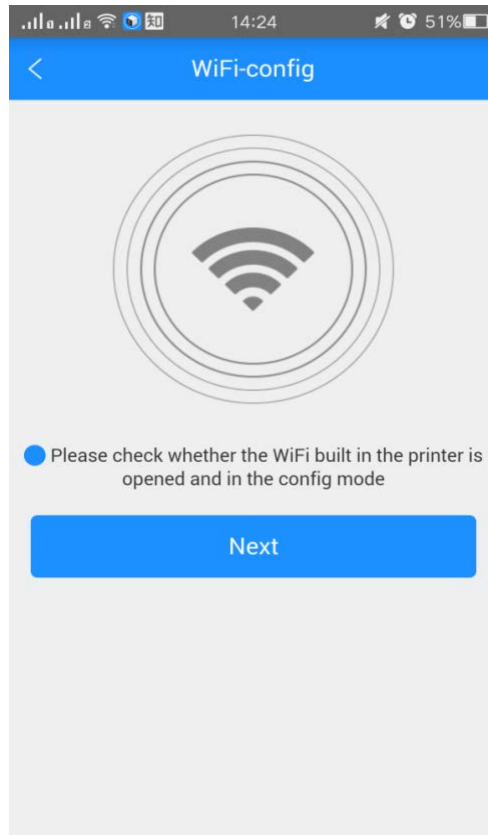 知 14:24 51%
WiFi-config
Please check whether the WiFi built in the printer is
opened and in the config mode
Next